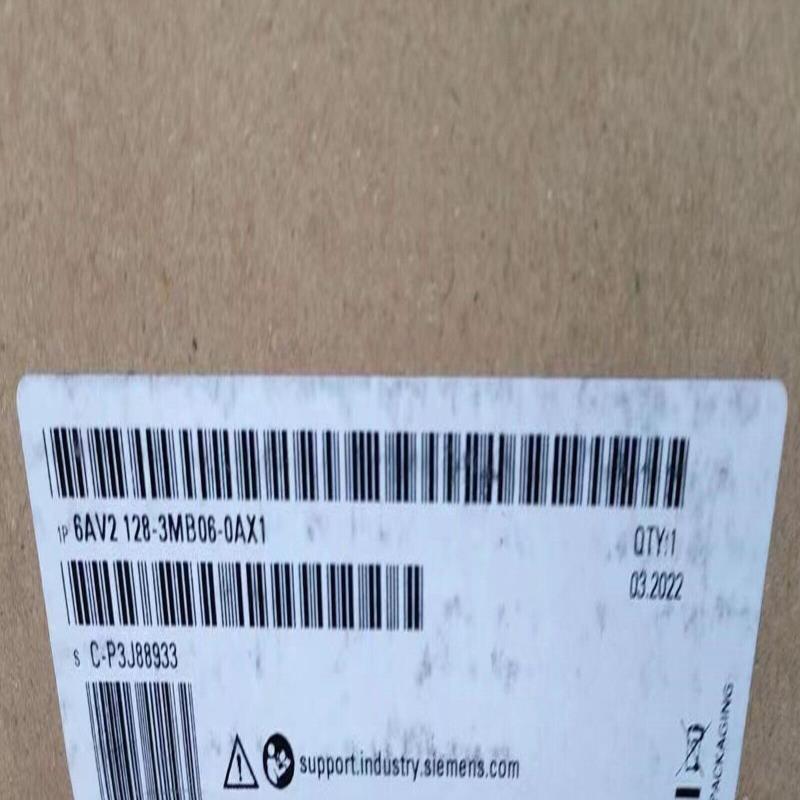 1P 6AV2 128-3MB06-0AX1
QTY:1
03.2022
S C-P3J88933
support.industry.siemens.com
PACKAGING